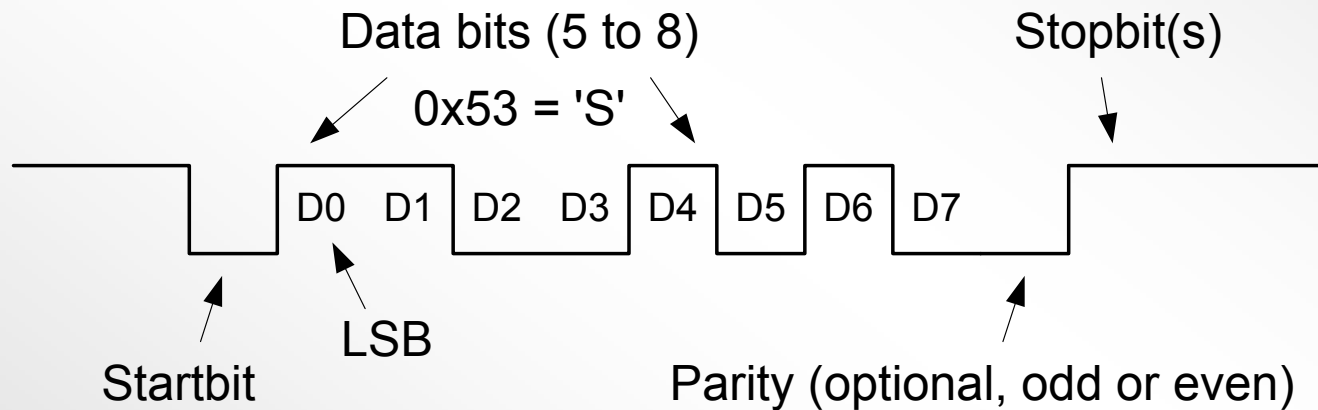 Data bits (5 to 8)
Stopbit(s)
0x53 = 'S'
D0 D1 D2 D3 D4 D5 D6 D7
LSB
Startbit
Parity (optional, odd or even)